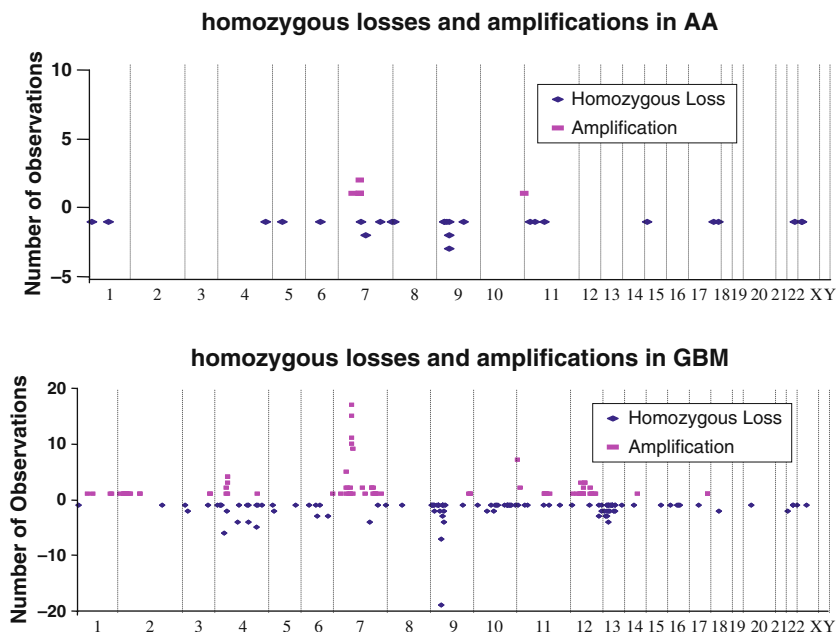 homozygous losses and amplifications in AA
Number of observations
10
5
0
−5
Homozygous Loss
Amplification
1 2 3 4 5 6 7 8 9 10 11 12 13 14 15 16 17 18 19 20 21 22 X Y
homozygous losses and amplifications in GBM
Number of Observations
20
10
0
−10
−20
Homozygous Loss
Amplification
1 2 3 4 5 6 7 8 9 10 11 12 13 14 15 16 17 18 19 20 21 22 X Y